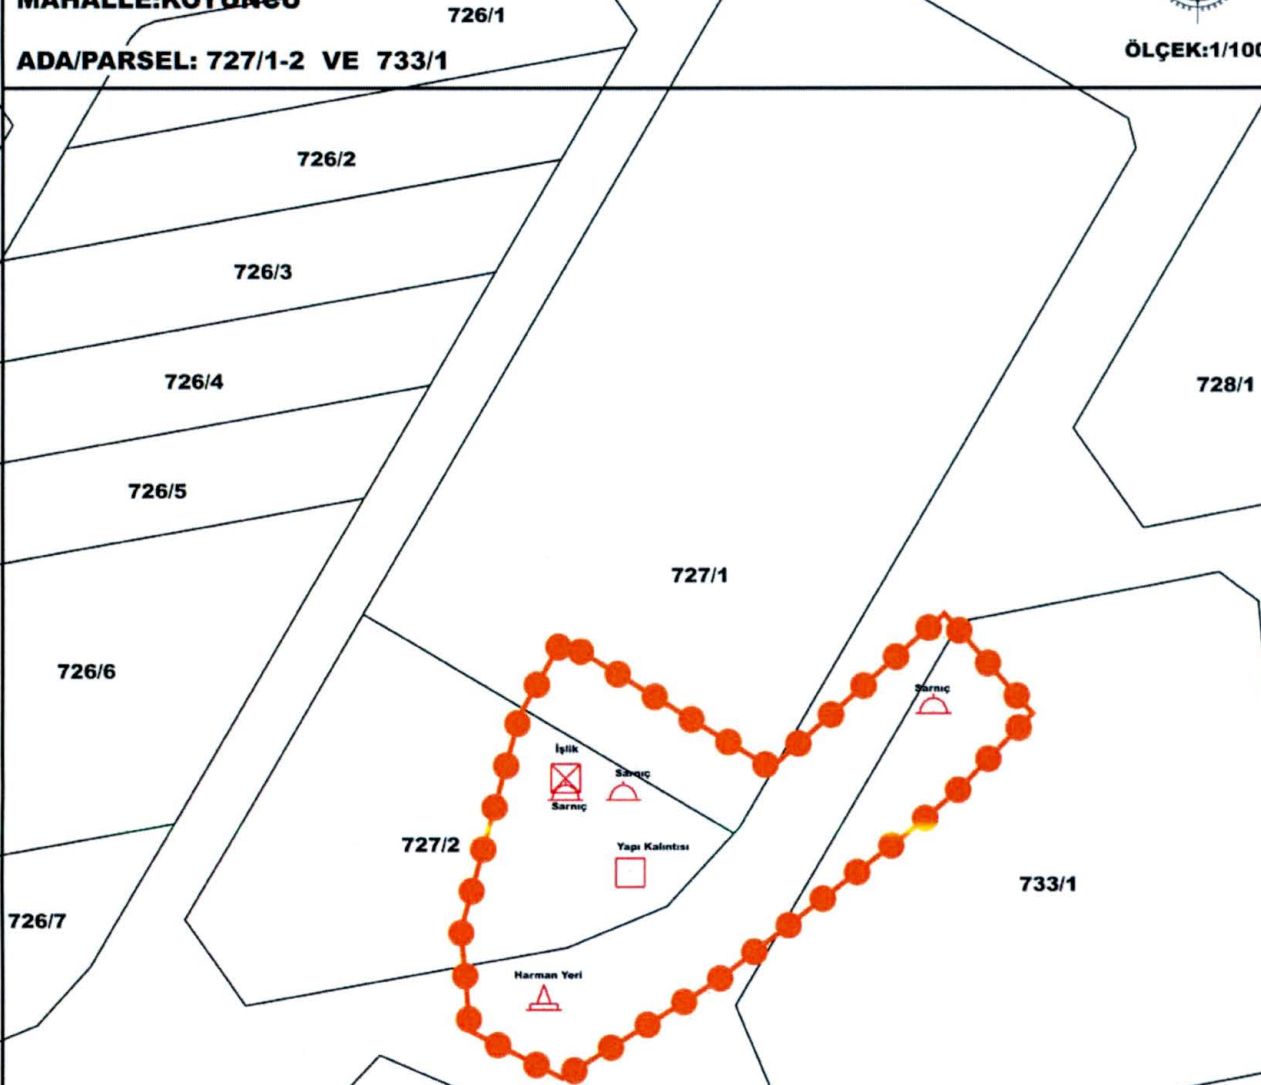 MAHALLE:KOYUNCU
726/1
ADA/PARSEL: 727/1-2 VE 733/1
ÖLÇEK:1/100
726/2
726/3
726/4
728/1
726/5
727/1
726/6
Sarnıç
İşlik
Sarnıç
Sarnıç
727/2
Yapı Kalıntısı
733/1
726/7
Harman Yeri